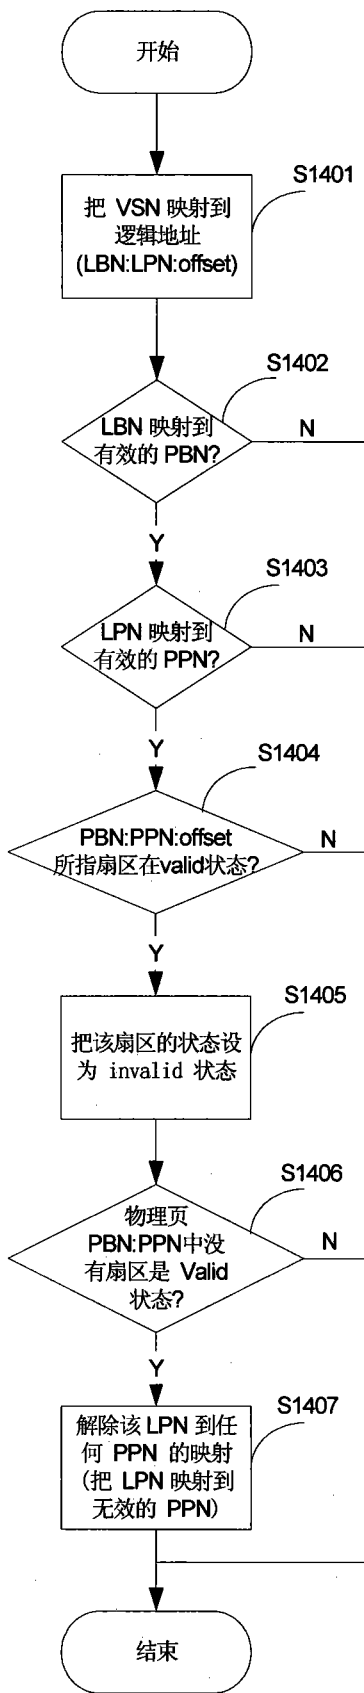 开始
S1401
把 VSN 映射到
逻辑地址
(LBN:LPN:offset)
S1402
LBN 映射到
有效的 PBN?
N
Y
S1403
LPN 映射到
有效的 PPN?
N
Y
S1404
PBN:PPN:offset
所指扇区在valid状态?
N
Y
S1405
把该扇区的状态设
为 invalid 状态
S1406
物理页
PBN:PPN中没
有扇区是 Valid
状态?
N
Y
S1407
解除该 LPN 到任
何 PPN 的映射
(把 LPN 映射到
无效的 PPN)
结束